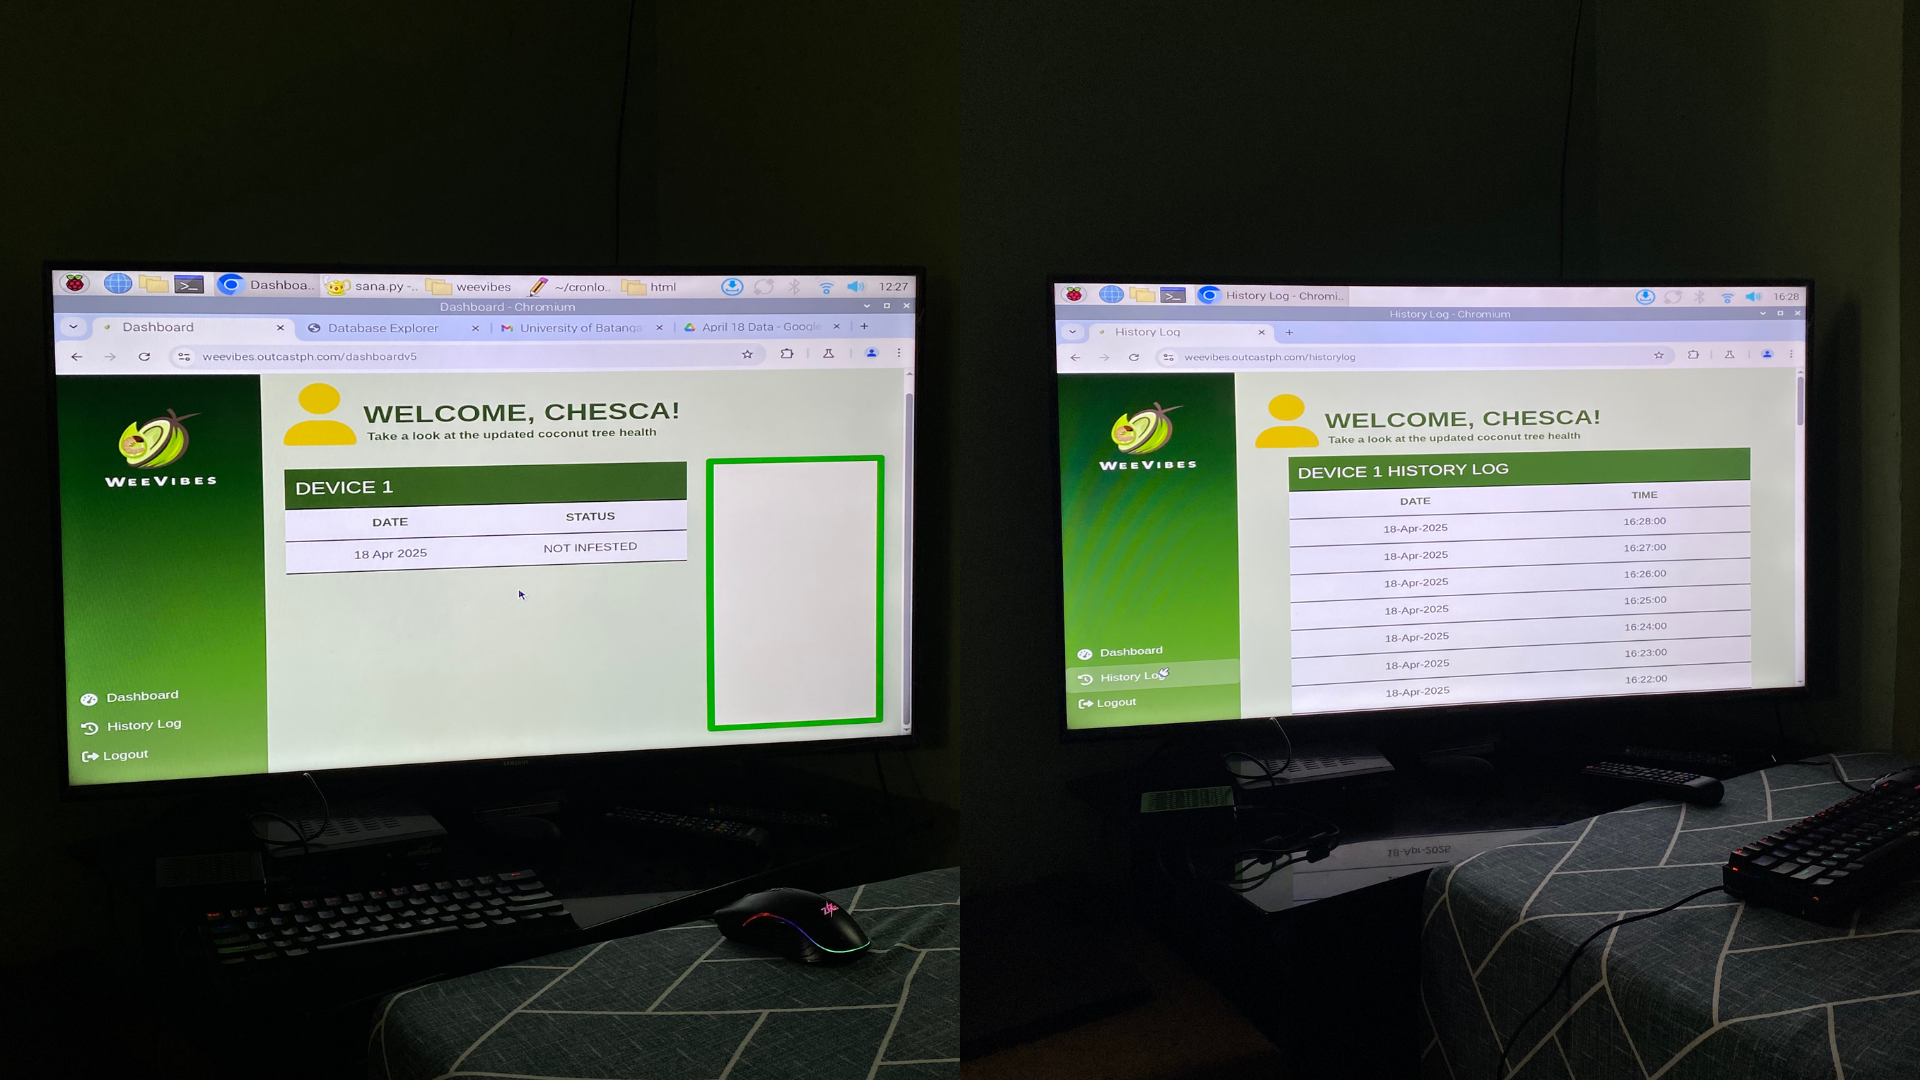 Dashboa..
sana.py -..
weevibes
~/cronlo..
html
12:27
Dashboard - Chromium
Dashboard
Database Explorer
University of Batanga
April 18 Data - Google
weevibes.outcastph.com/dashboardv5
WEEVIBES
WELCOME, CHESCA!
Take a look at the updated coconut tree health
DEVICE 1
DATE STATUS
18 Apr 2025 NOT INFESTED
Dashboard
History Log
Logout
History Log - Chromi..
16:28
History Log - Chromium
History Log
weevibes.outcastph.com/historylog
WEEVIBES
WELCOME, CHESCA!
Take a look at the updated coconut tree health
DEVICE 1 HISTORY LOG
DATE TIME
18-Apr-2025 16:28:00
18-Apr-2025 16:27:00
18-Apr-2025 16:26:00
18-Apr-2025 16:25:00
18-Apr-2025 16:24:00
18-Apr-2025 16:23:00
18-Apr-2025 16:22:00
Dashboard
History Log
Logout
18-Apr-2025